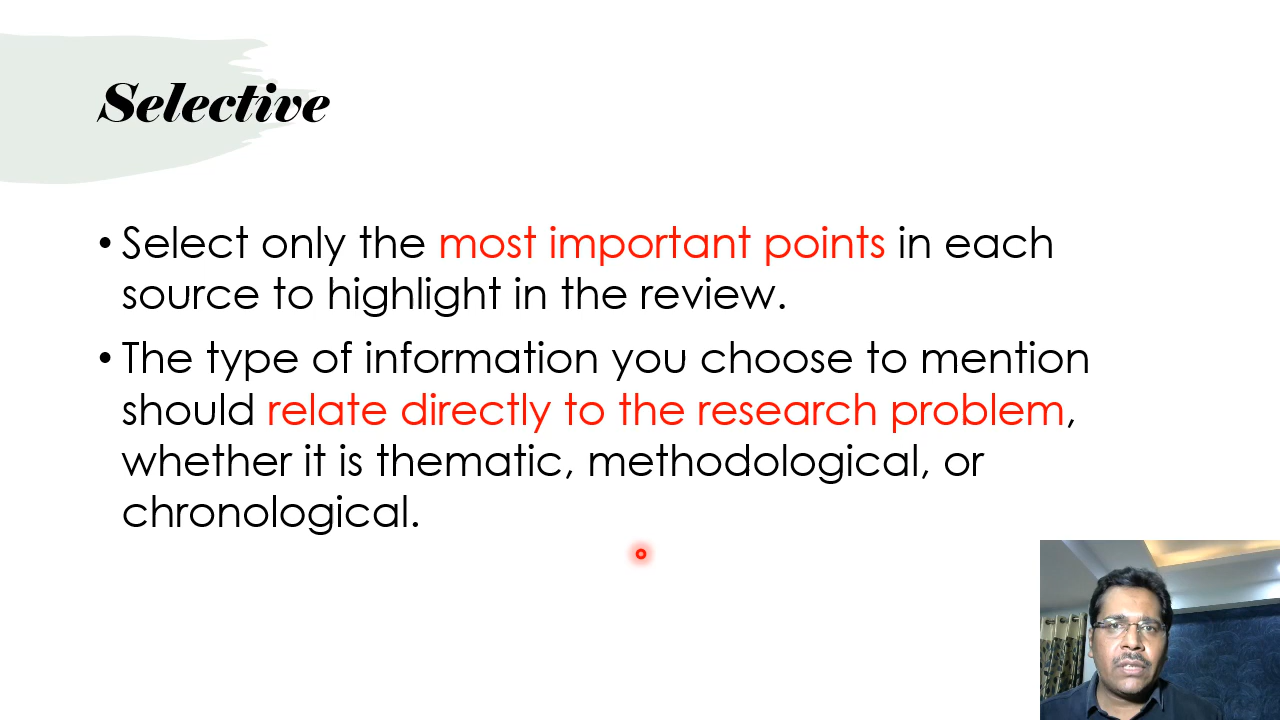 Selective
• Select only the most important points in each
source to highlight in the review.
• The type of information you choose to mention
should relate directly to the research problem,
whether it is thematic, methodological, or
chronological.